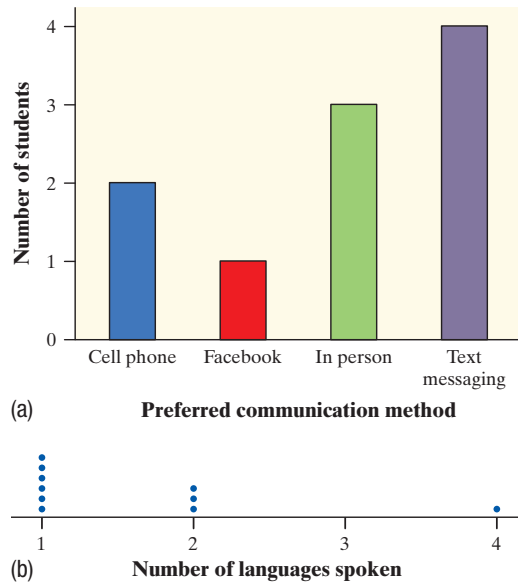 4
3
2
1
0
Number of students
Cell phone
Facebook
In person
Text
messaging
(a)
Preferred communication method
1
2
3
4
(b)
Number of languages spoken